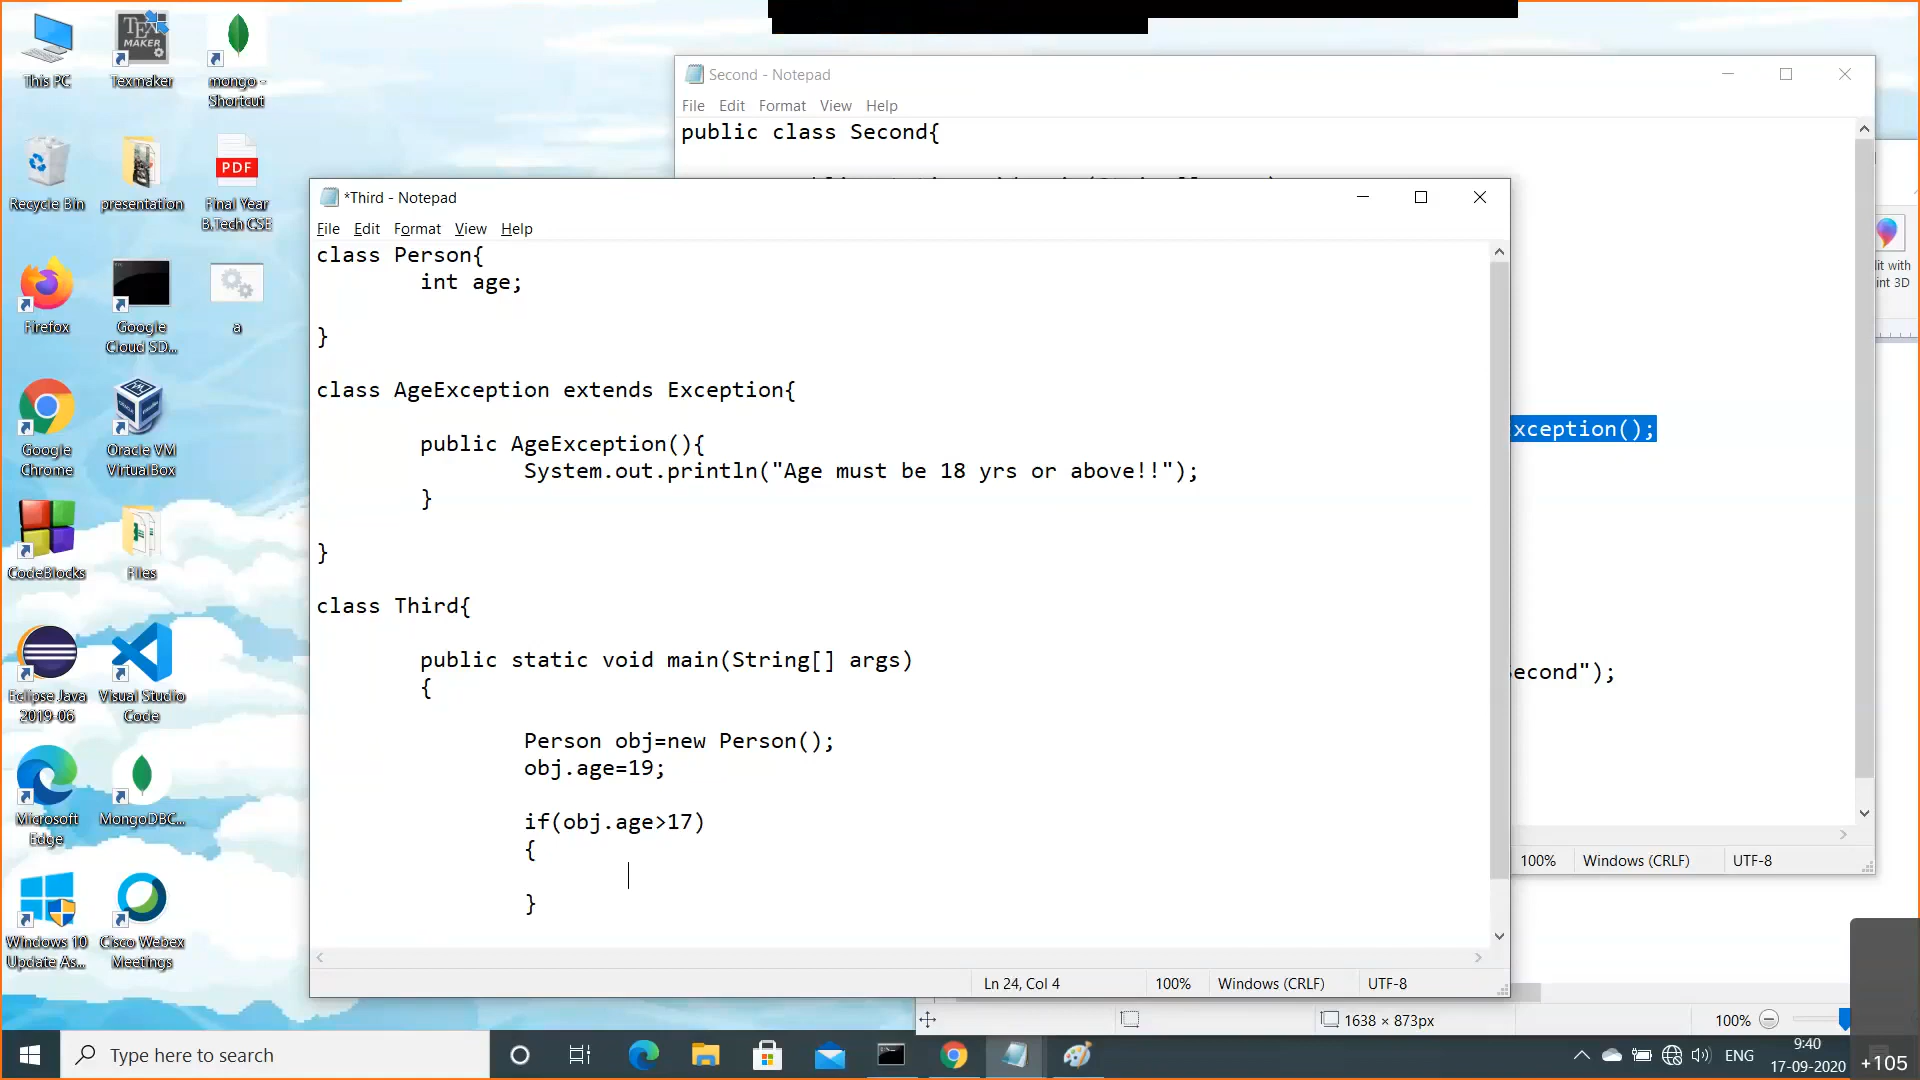 This PC
Texmaker
mongo -
Shortcut
Recycle Bin
presentation
Final Year
B.Tech CSE
PDF
Firefox
Google
Cloud SD...
a
Google
Chrome
Oracle VM
VirtualBox
CodeBlocks
Files
Eclipse Java
2019-06
Visual Studio
Code
Microsoft
Edge
MongoDBC...
Windows 10
Update As...
Cisco Webex
Meetings
Second - Notepad
File Edit Format View Help
public class Second{
xception();
econd");
100% Windows (CRLF) UTF-8
dit with
int 3D
*Third - Notepad
File Edit Format View Help
class Person{
int age;
}
class AgeException extends Exception{
public AgeException(){
System.out.println("Age must be 18 yrs or above!!");
}
}
class Third{
public static void main(String[] args)
{
Person obj=new Person();
obj.age=19;
if(obj.age>17)
{
}
Ln 24, Col 4 100% Windows (CRLF) UTF-8
1638 × 873px 100%
Type here to search
ENG
9:40
17-09-2020
+105